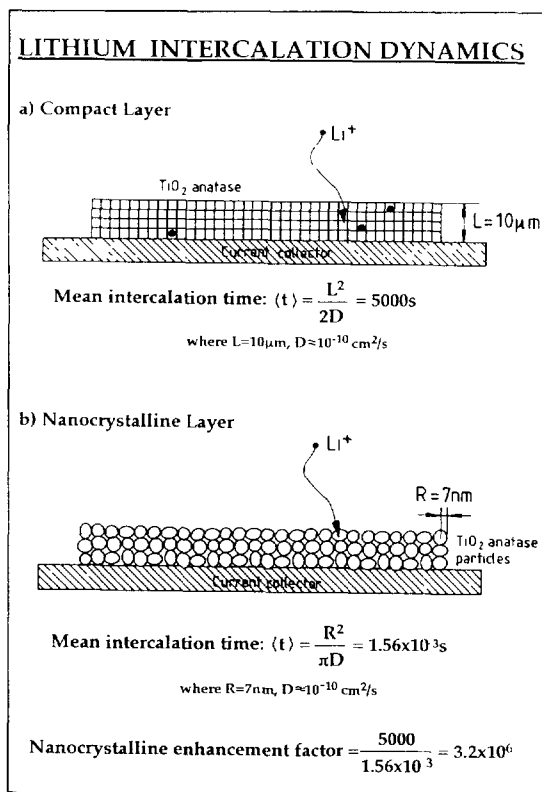 LITHIUM INTERCALATION DYNAMICS
a) Compact Layer
Li⁺
TiO₂ anatase
L=10μm
Current collector
Mean intercalation time: ⟨t⟩ = L²/2D = 5000s
where L=10μm, D≈10⁻¹⁰ cm²/s
b) Nanocrystalline Layer
Li⁺
R=7nm
TiO₂ anatase
particles
Current collector
Mean intercalation time: ⟨t⟩ = R²/πD = 1.56x10⁻³s
where R=7nm, D≈10⁻¹⁰ cm²/s
Nanocrystalline enhancement factor = 5000/1.56x10⁻³ = 3.2x10⁶